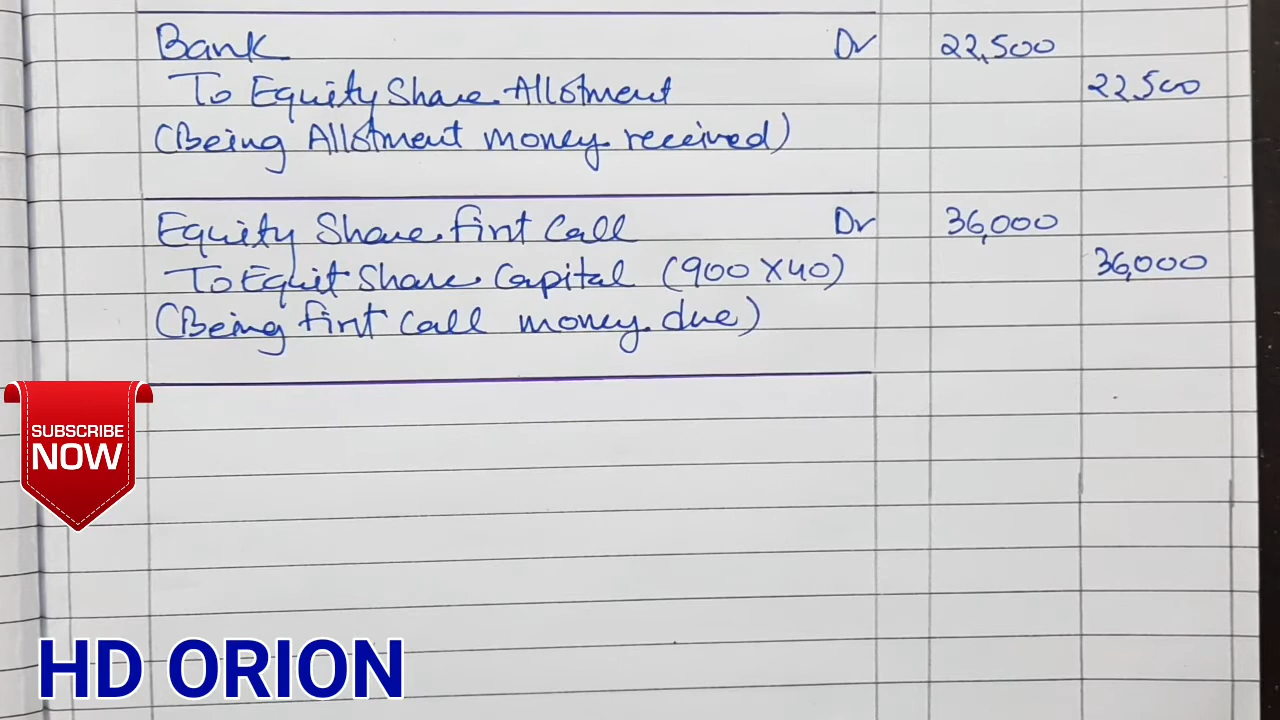 Bank Dr 22,500
To Equity Share Allotment 22,500
(Being Allotment money received)
Equity Share first Call Dr 36,000
To Equit Share Capital (900 X 40) 36,000
(Being first call money due)
SUBSCRIBE
NOW
HD ORION